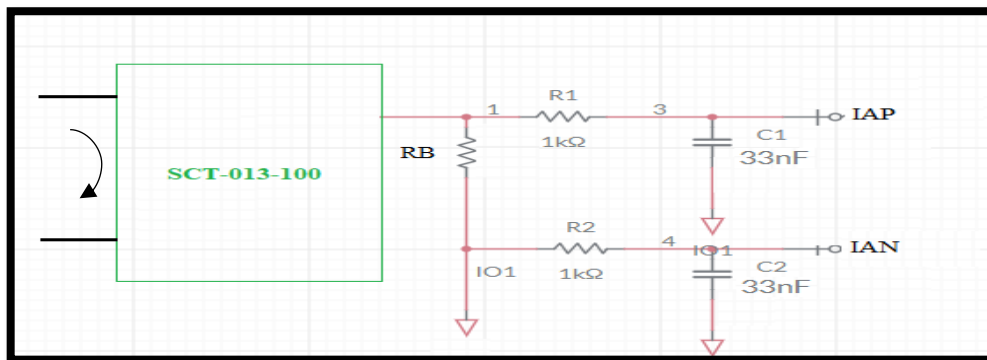 R1
1
3
IAP
1kΩ
C1
RB
33nF
SCT-013-100
R2
4
IO1
IAN
IO1
1kΩ
C2
33nF